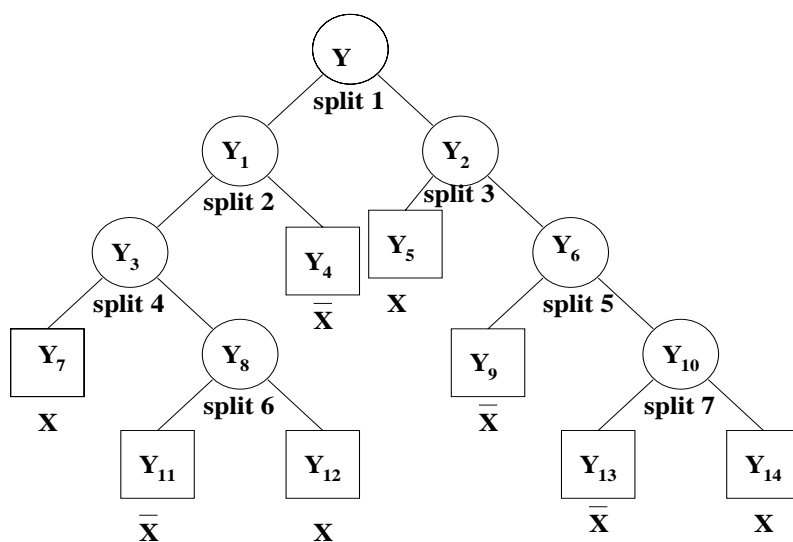 Y
split 1
Y₁ Y₂
split 2 split 3
Y₃ Y₄ Y₅ Y₆
split 4 X̅ X split 5
Y₇ Y₈ Y₉ Y₁₀
X split 6 X̅ split 7
Y₁₁ Y₁₂ Y₁₃ Y₁₄
X̅ X X̅ X